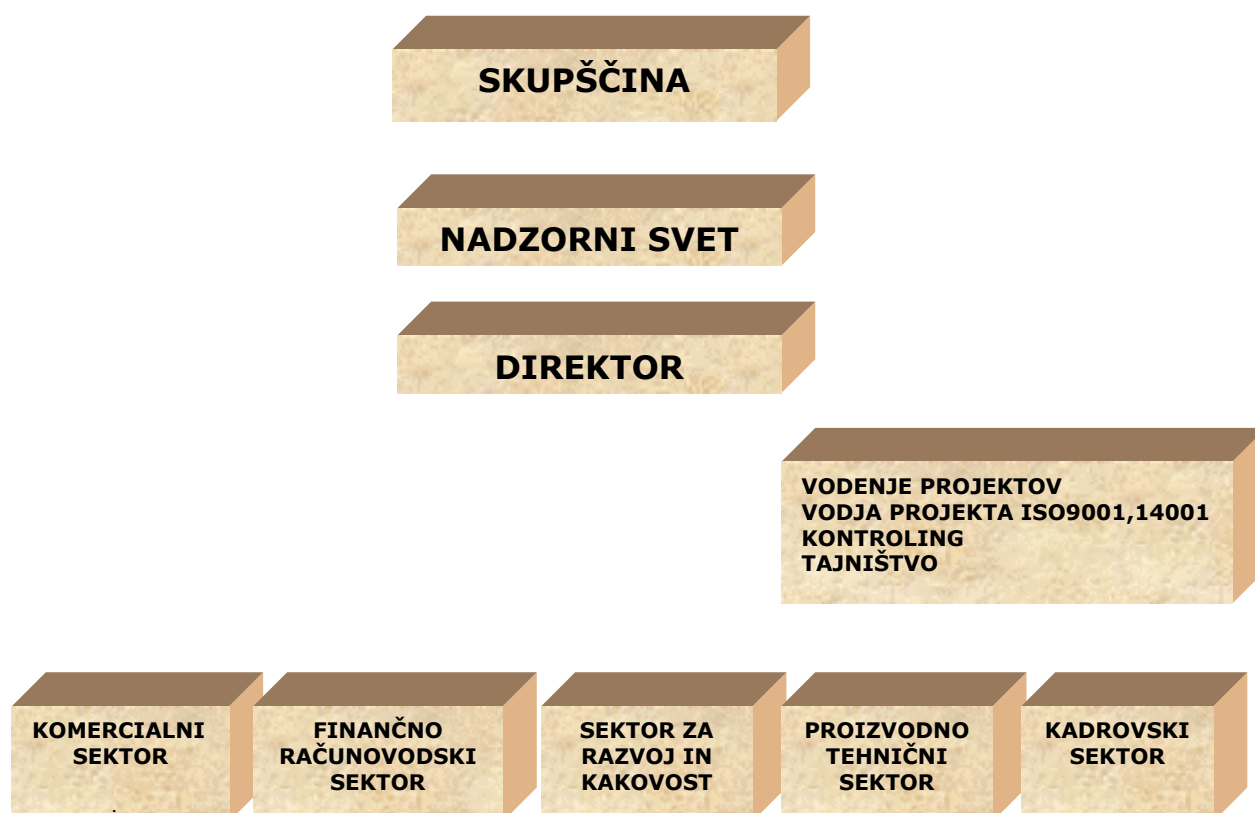 SKUPŠČINA
NADZORNI SVET
DIREKTOR
VODENJE PROJEKTOV
VODJA PROJEKTA ISO9001,14001
KONTROLING
TAJNIŠTVO
KOMERCIALNI
SEKTOR
FINANČNO
RAČUNOVODSKI
SEKTOR
SEKTOR ZA
RAZVOJ IN
KAKOVOST
PROIZVODNO
TEHNIČNI
SEKTOR
KADROVSKI
SEKTOR